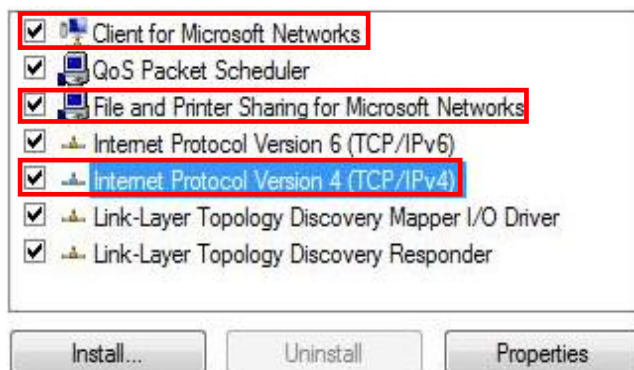 Client for Microsoft Networks
QoS Packet Scheduler
File and Printer Sharing for Microsoft Networks
Internet Protocol Version 6 (TCP/IPv6)
Internet Protocol Version 4 (TCP/IPv4)
Link-Layer Topology Discovery Mapper I/O Driver
Link-Layer Topology Discovery Responder
Install... Uninstall Properties